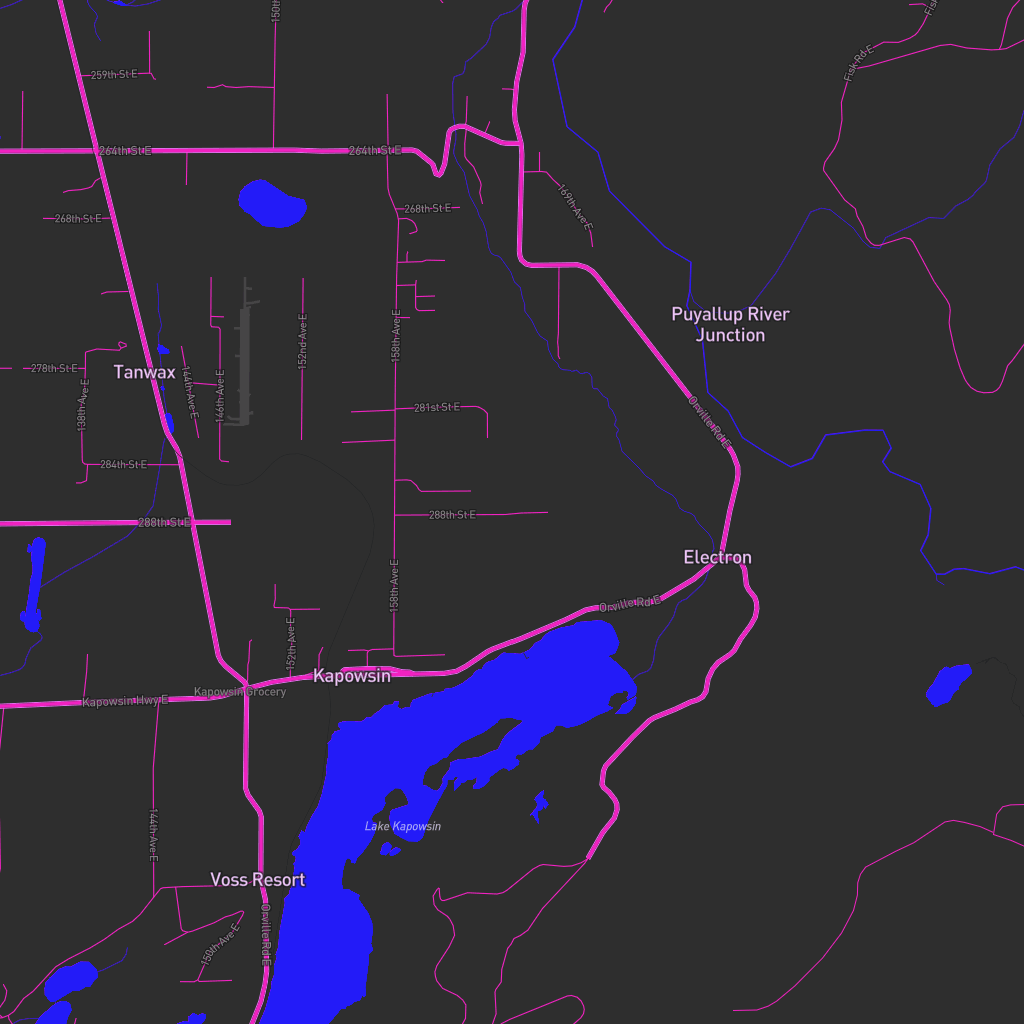 150th
Fisk
Fisk Rd E
259th St E
264th St E
264th St E
169th Ave E
268th St E
268th St E
Puyallup River
Junction
158th Ave E
152nd Ave E
278th St E
Tanwax
144th Ave E
146th Ave E
138th Ave E
281st St E
Orville Rd E
284th St E
288th St E
288th St E
Electron
158th Ave E
Orville Rd E
152th Ave E
Kapowsin
Kapowsin Grocery
Kapowsin Hwy E
144th Ave E
Lake Kapowsin
Voss Resort
Orville Rd E
150th Ave E